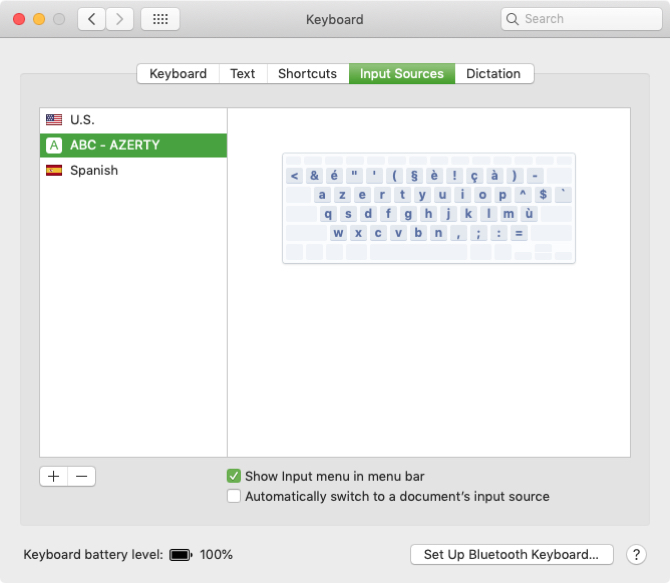 Keyboard
Search
Keyboard Text Shortcuts Input Sources Dictation
U.S.
A ABC - AZERTY
Spanish
< & é " ' ( § è ! ç à ) -
a z e r t y u i o p ^ $ `
q s d f g h j k l m ù
w x c v b n , ; : =
+ −
Show Input menu in menu bar
Automatically switch to a document's input source
Keyboard battery level: 100%
Set Up Bluetooth Keyboard... ?